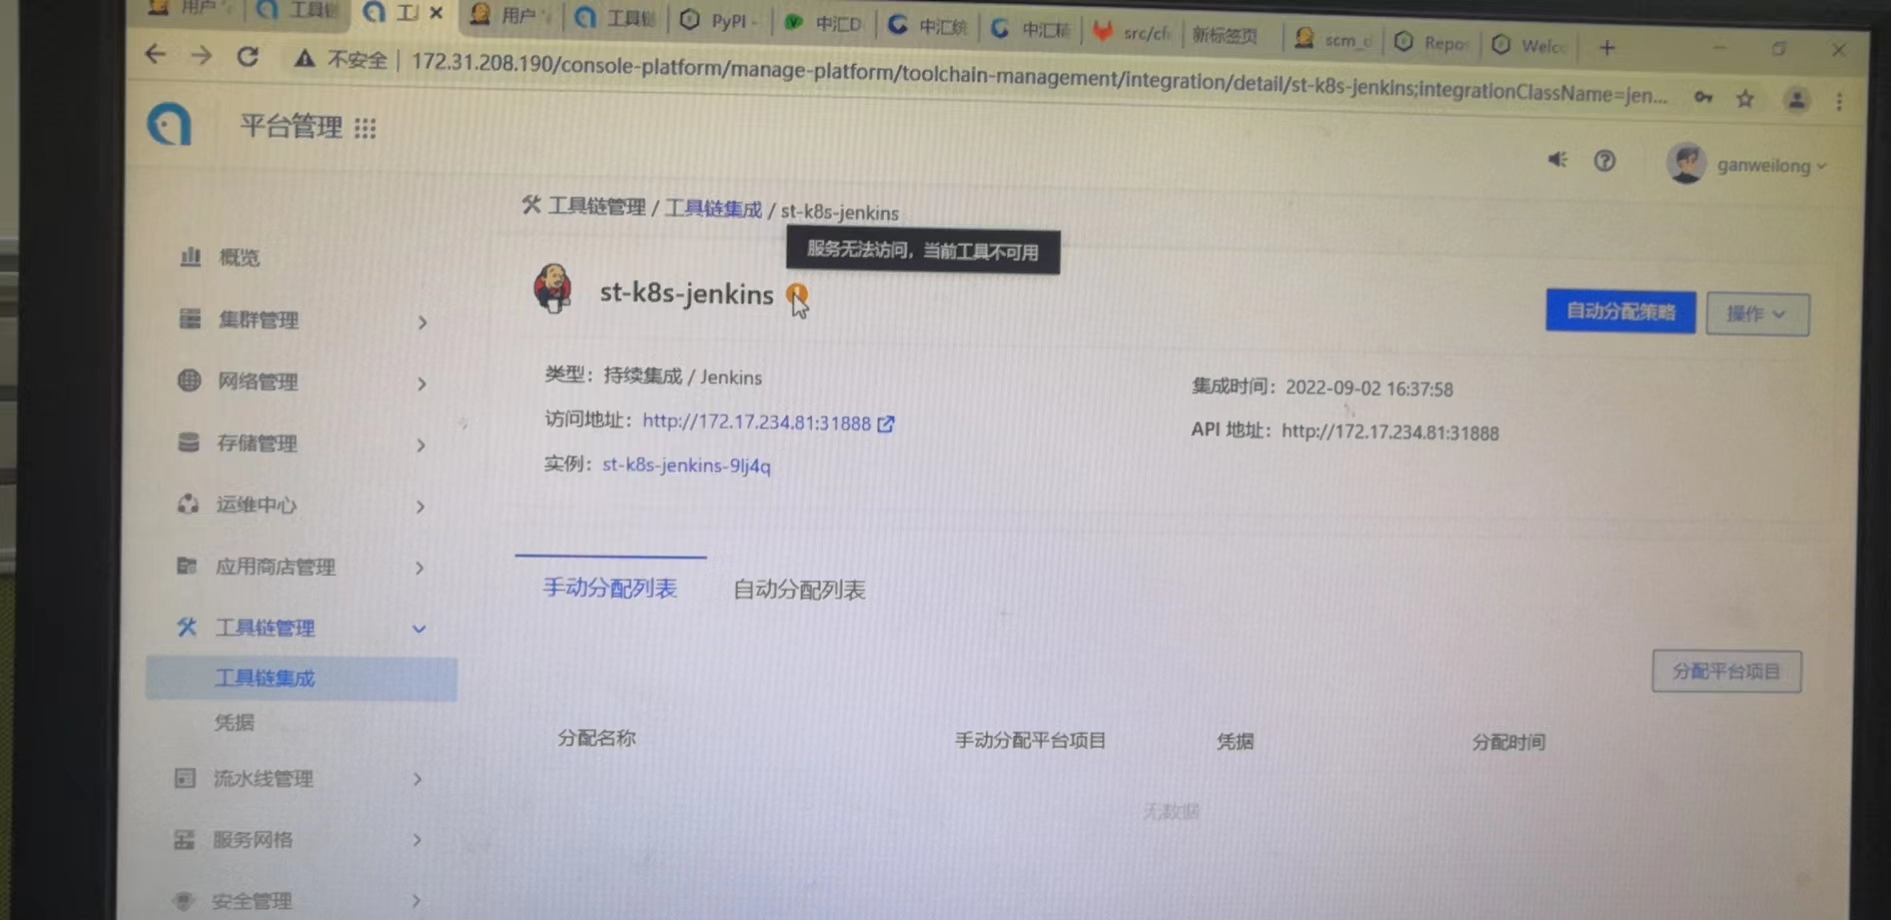 用户
工具链
工具
用户
工具链
PyPI -
中汇D
中汇统
中汇
src/cfi
新标签页
scm_
Repos
Welco
不安全
172.31.208.190/console-platform/manage-platform/toolchain-management/integration/detail/st-k8s-jenkins;integrationClassName=jen...
平台管理
ganweilong
工具链管理 / 工具链集成 / st-k8s-jenkins
服务无法访问，当前工具不可用
st-k8s-jenkins
自动分配策略
操作
类型：持续集成 / Jenkins
集成时间：2022-09-02 16:37:58
访问地址：http://172.17.234.81:31888
API 地址：http://172.17.234.81:31888
实例：st-k8s-jenkins-9lj4q
概览
集群管理
网络管理
存储管理
运维中心
应用商店管理
工具链管理
工具链集成
凭据
流水线管理
服务网格
安全管理
手动分配列表
自动分配列表
分配平台项目
分配名称
手动分配平台项目
凭据
分配时间
无数据